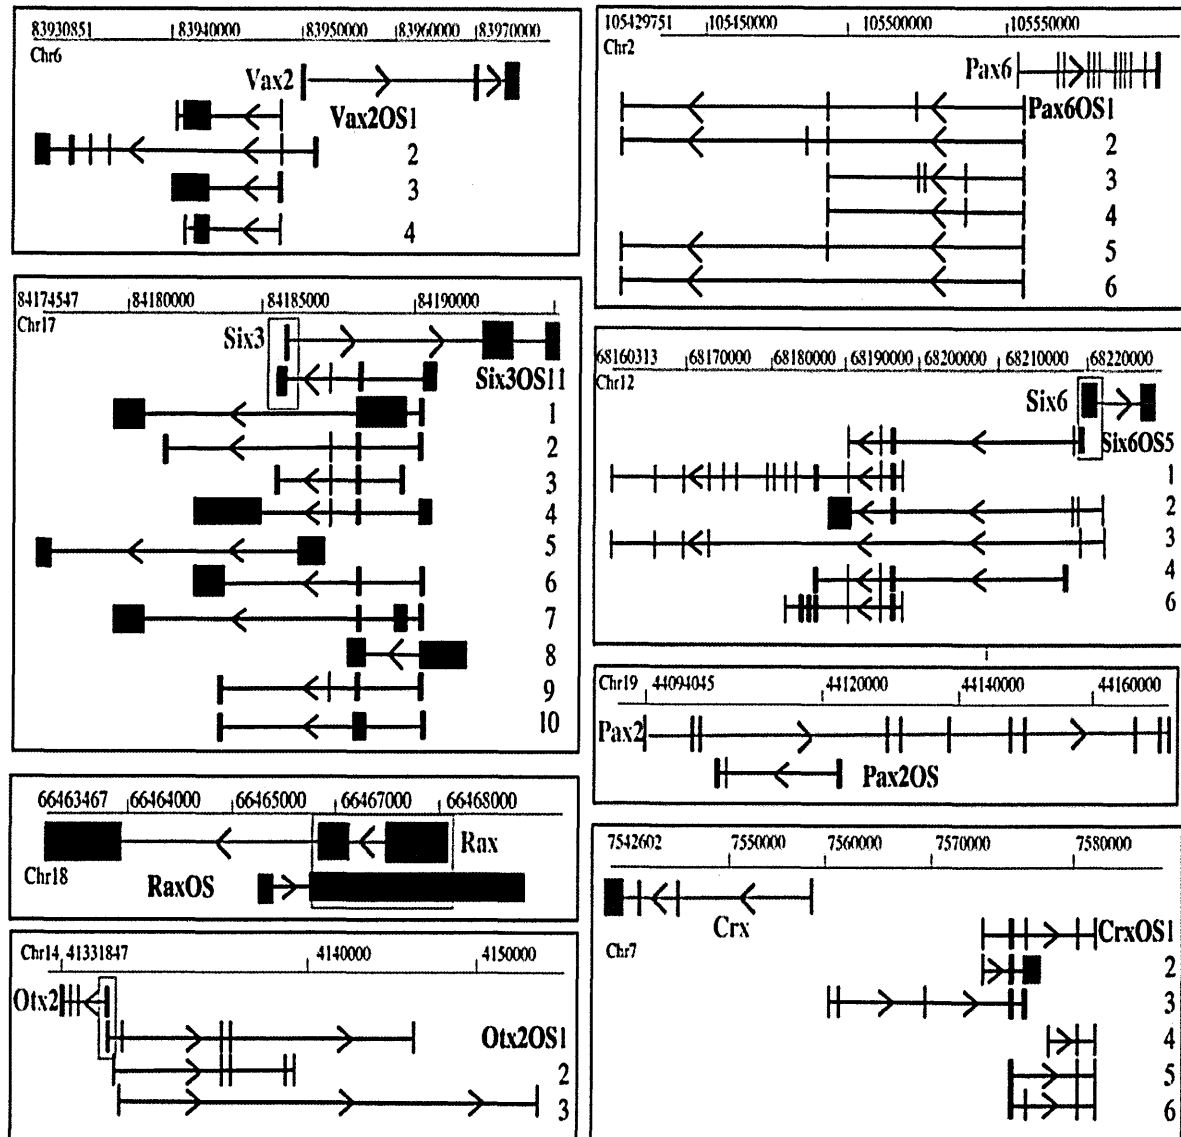 83930851 83940000 83950000 83960000 83970000
Chr6
Vax2
Vax2OS1
2
3
4
84174547 84180000 84185000 84190000
Chr17
Six3
Six3OS11
1
2
3
4
5
6
7
8
9
10
66463467 66464000 66465000 66467000 66468000
Rax
Chr18
RaxOS
Chr14 41331847 4140000 4150000
Otx2
Otx2OS1
2
3
105429751 105450000 105500000 105550000
Chr2
Pax6
Pax6OS1
2
3
4
5
6
68160313 68170000 68180000 68190000 68200000 68210000 68220000
Chr12
Six6
Six6OS5
1
2
3
4
6
Chr19 44094045 44120000 44140000 44160000
Pax2
Pax2OS
7542602 7550000 7560000 7570000 7580000
Crx
CrxOS1
Chr7
2
3
4
5
6